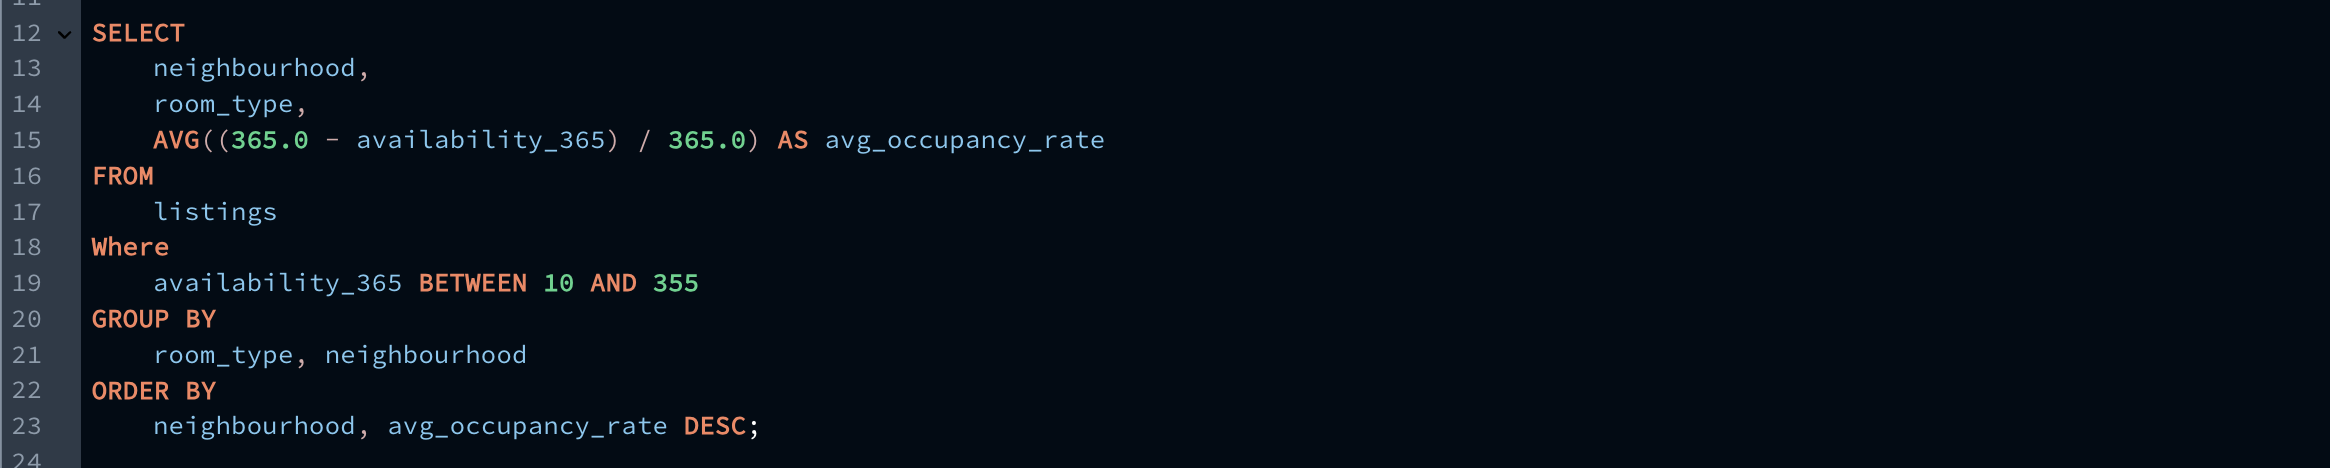 11
12 SELECT
13     neighbourhood,
14     room_type,
15     AVG((365.0 - availability_365) / 365.0) AS avg_occupancy_rate
16 FROM
17     listings
18 Where
19     availability_365 BETWEEN 10 AND 355
20 GROUP BY
21     room_type, neighbourhood
22 ORDER BY
23     neighbourhood, avg_occupancy_rate DESC;
24